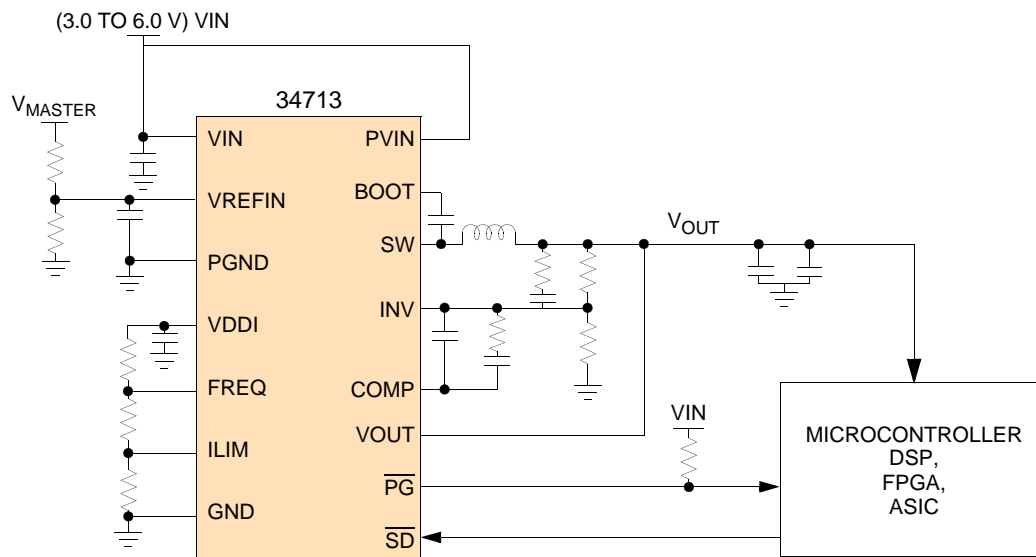 (3.0 TO 6.0 V) VIN
34713
VMASTER
VIN
PVIN
BOOT
VREFIN
SW
VOUT
PGND
INV
VDDI
FREQ
COMP
VIN
VOUT
ILIM
MICROCONTROLLER
DSP,
FPGA,
ASIC
PG
GND
SD